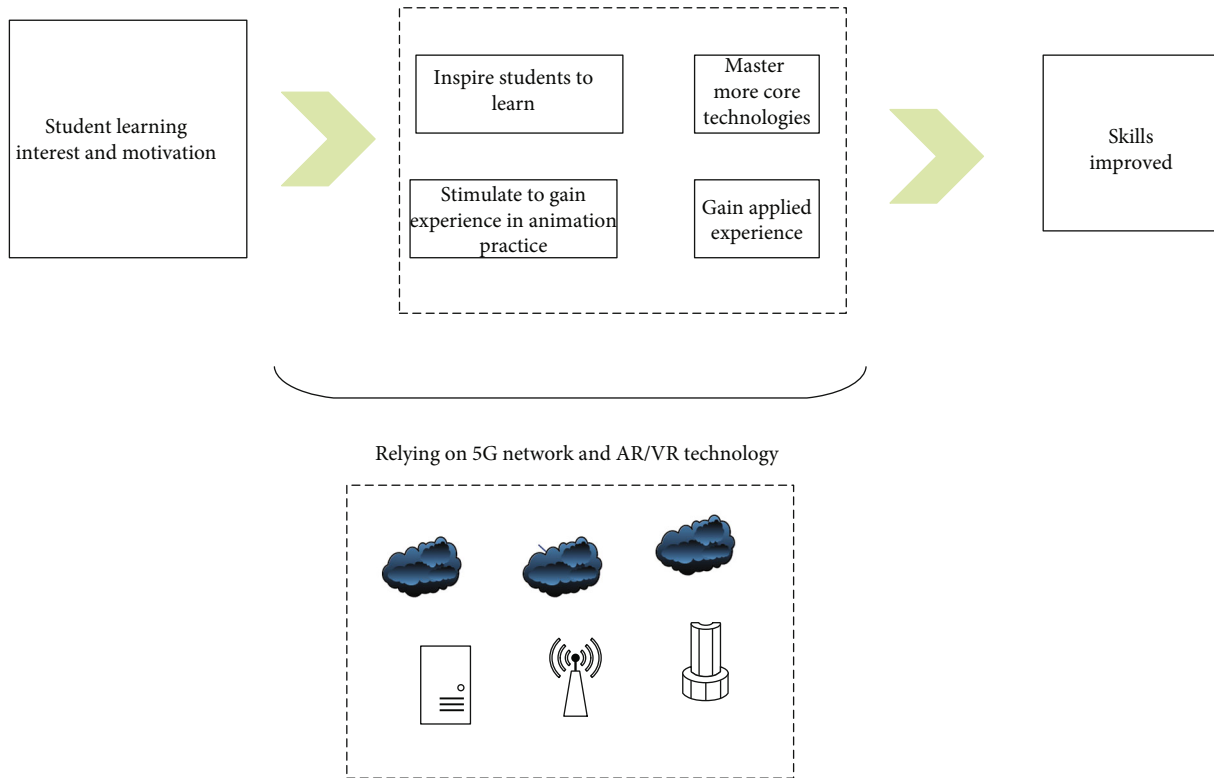 Student learning
interest and motivation
Inspire students to
learn
Master
more core
technologies
Stimulate to gain
experience in animation
practice
Gain applied
experience
Skills
improved
Relying on 5G network and AR/VR technology